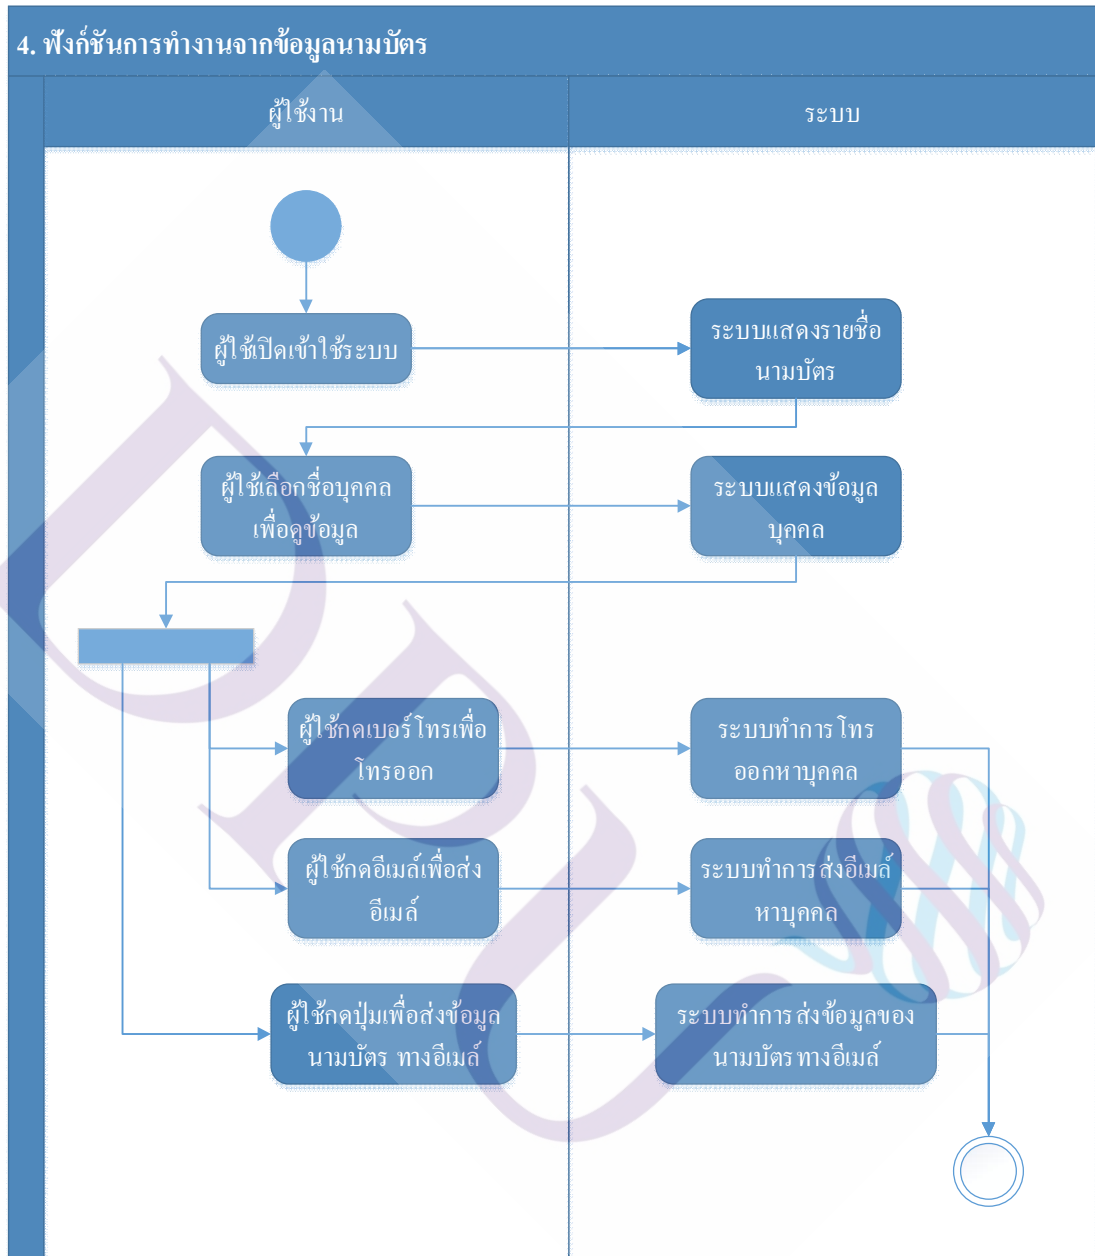 4. ฟังก์ชันการทำงานจากข้อมูลนามบัตร
ผู้ใช้งาน
ระบบ
ผู้ใช้เปิดเข้าใช้ระบบ
ระบบแสดงรายชื่อ
นามบัตร
ผู้ใช้เลือกชื่อบุคคล
เพื่อดูข้อมูล
ระบบแสดงข้อมูล
บุคคล
ผู้ใช้กดเบอร์โทรเพื่อ
โทรออก
ระบบทำการโทร
ออกหาบุคคล
ผู้ใช้กดอีเมล์เพื่อส่ง
อีเมล์
ระบบทำการส่งอีเมล์
หาบุคคล
ผู้ใช้กดปุ่มเพื่อส่งข้อมูล
นามบัตร ทางอีเมล์
ระบบทำการส่งข้อมูลของ
นามบัตรทางอีเมล์
DPU